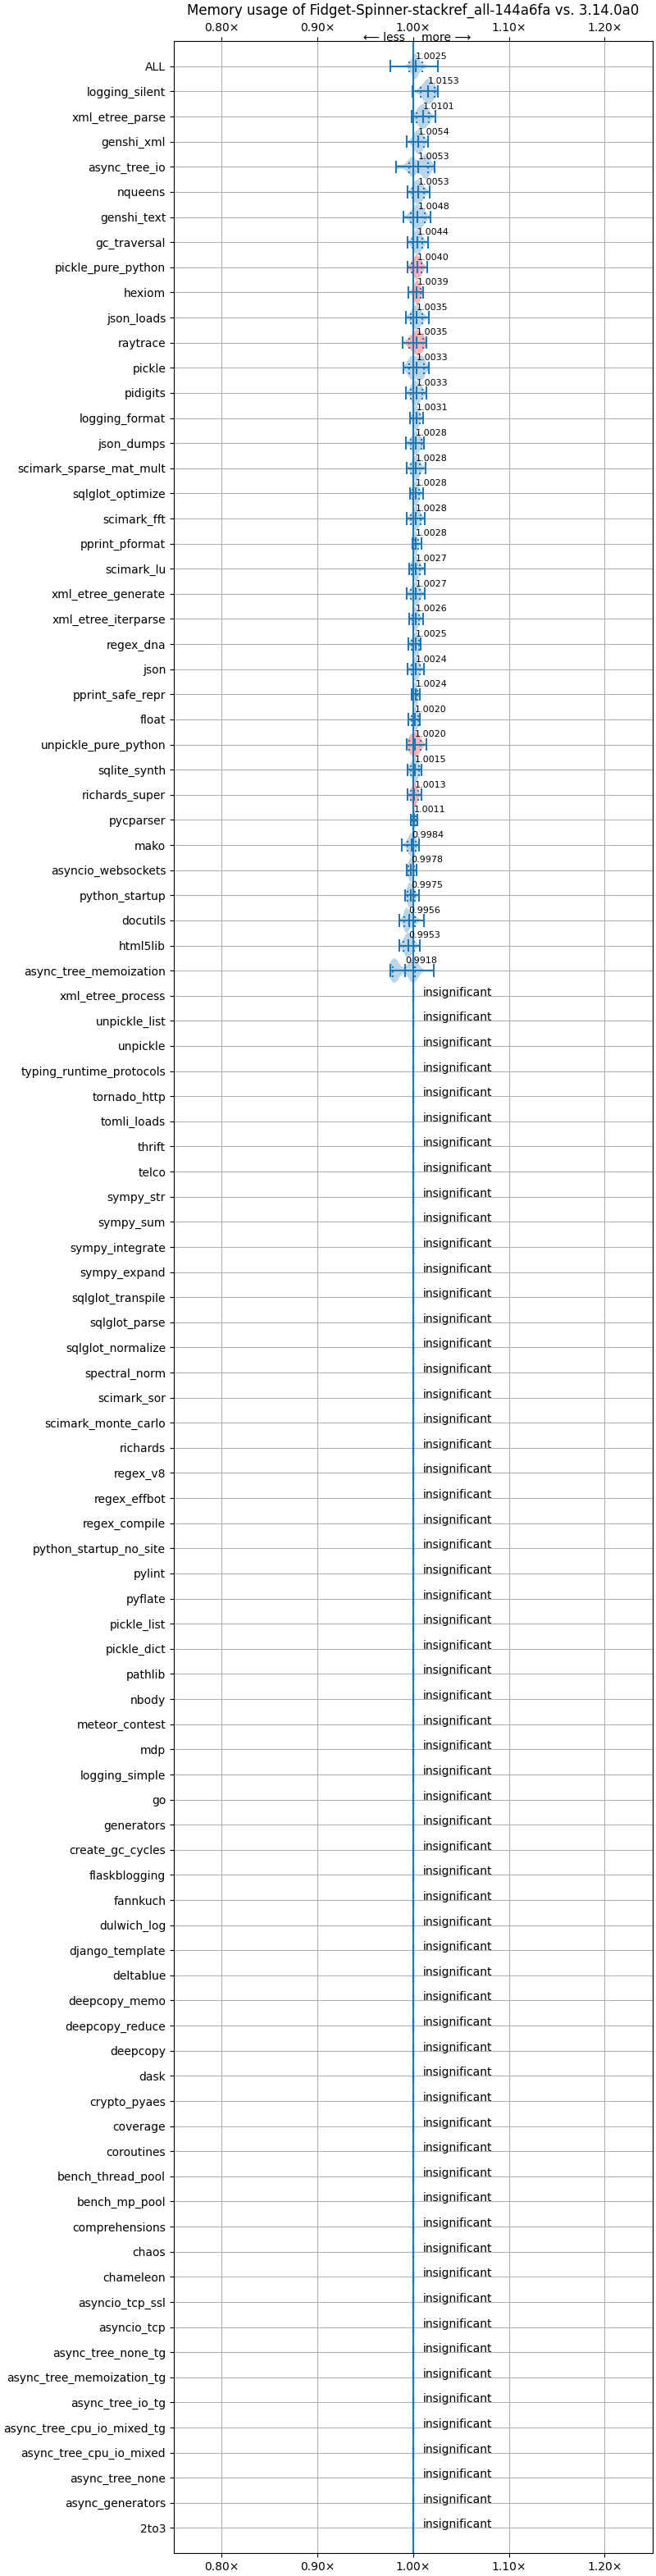 Memory usage of Fidget-Spinner-stackref_all-144a6fa vs. 3.14.0a0
0.80× 0.90× 1.00× 1.10× 1.20×
⟵ less more ⟶
ALL 1.0025
logging_silent 1.0153
xml_etree_parse 1.0101
genshi_xml 1.0054
async_tree_io 1.0053
nqueens 1.0053
genshi_text 1.0048
gc_traversal 1.0044
pickle_pure_python 1.0040
hexiom 1.0039
json_loads 1.0035
raytrace 1.0035
pickle 1.0033
pidigits 1.0033
logging_format 1.0031
json_dumps 1.0028
scimark_sparse_mat_mult 1.0028
sqlglot_optimize 1.0028
scimark_fft 1.0028
pprint_pformat 1.0028
scimark_lu 1.0027
xml_etree_generate 1.0027
xml_etree_iterparse 1.0026
regex_dna 1.0025
json 1.0024
pprint_safe_repr 1.0024
float 1.0020
unpickle_pure_python 1.0020
sqlite_synth 1.0015
richards_super 1.0013
pycparser 1.0011
mako 0.9984
asyncio_websockets 0.9978
python_startup 0.9975
docutils 0.9956
html5lib 0.9953
async_tree_memoization 0.9918
xml_etree_process insignificant
unpickle_list insignificant
unpickle insignificant
typing_runtime_protocols insignificant
tornado_http insignificant
tomli_loads insignificant
thrift insignificant
telco insignificant
sympy_str insignificant
sympy_sum insignificant
sympy_integrate insignificant
sympy_expand insignificant
sqlglot_transpile insignificant
sqlglot_parse insignificant
sqlglot_normalize insignificant
spectral_norm insignificant
scimark_sor insignificant
scimark_monte_carlo insignificant
richards insignificant
regex_v8 insignificant
regex_effbot insignificant
regex_compile insignificant
python_startup_no_site insignificant
pylint insignificant
pyflate insignificant
pickle_list insignificant
pickle_dict insignificant
pathlib insignificant
nbody insignificant
meteor_contest insignificant
mdp insignificant
logging_simple insignificant
go insignificant
generators insignificant
create_gc_cycles insignificant
flaskblogging insignificant
fannkuch insignificant
dulwich_log insignificant
django_template insignificant
deltablue insignificant
deepcopy_memo insignificant
deepcopy_reduce insignificant
deepcopy insignificant
dask insignificant
crypto_pyaes insignificant
coverage insignificant
coroutines insignificant
bench_thread_pool insignificant
bench_mp_pool insignificant
comprehensions insignificant
chaos insignificant
chameleon insignificant
asyncio_tcp_ssl insignificant
asyncio_tcp insignificant
async_tree_none_tg insignificant
async_tree_memoization_tg insignificant
async_tree_io_tg insignificant
async_tree_cpu_io_mixed_tg insignificant
async_tree_cpu_io_mixed insignificant
async_tree_none insignificant
async_generators insignificant
2to3 insignificant
0.80× 0.90× 1.00× 1.10× 1.20×